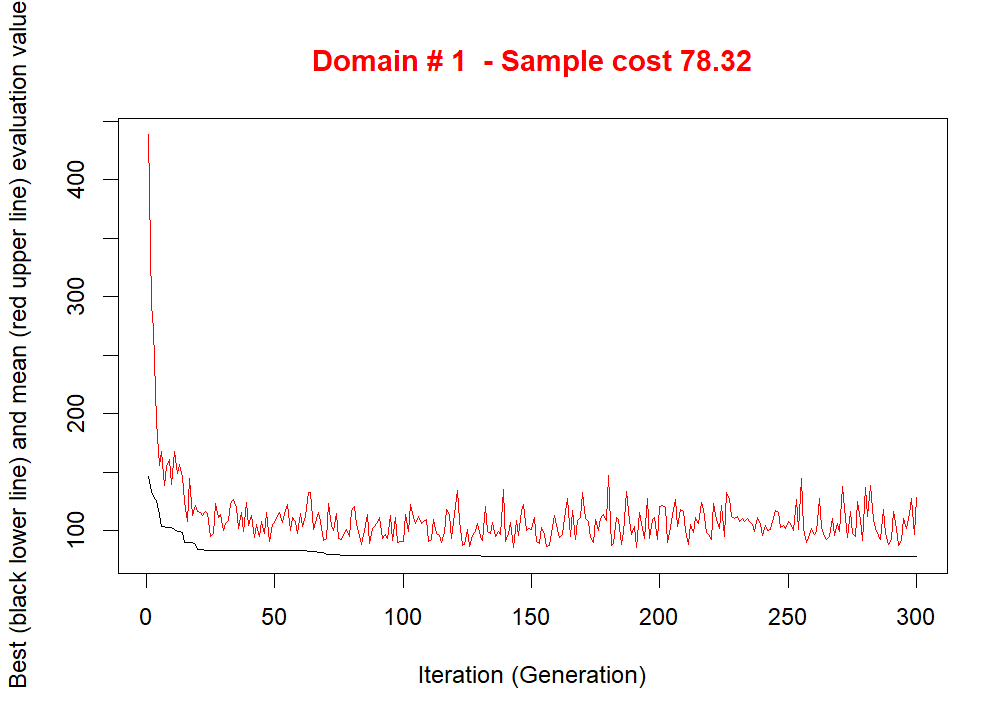 Domain # 1  - Sample cost 78.32
Best (black lower line) and mean (red upper line) evaluation value
400
300
200
100
0 50 100 150 200 250 300
Iteration (Generation)